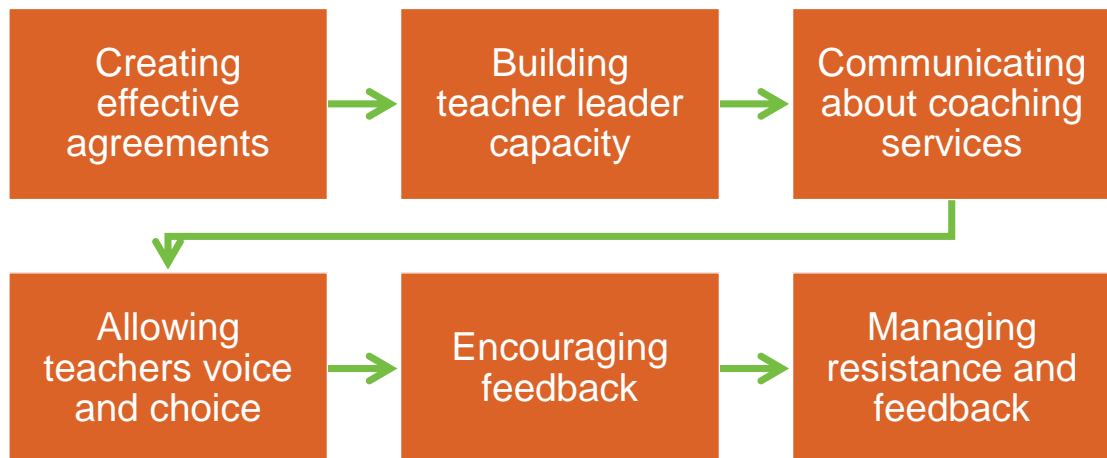 Creating
effective
agreements
Building
teacher leader
capacity
Communicating
about coaching
services
Allowing
teachers voice
and choice
Encouraging
feedback
Managing
resistance and
feedback